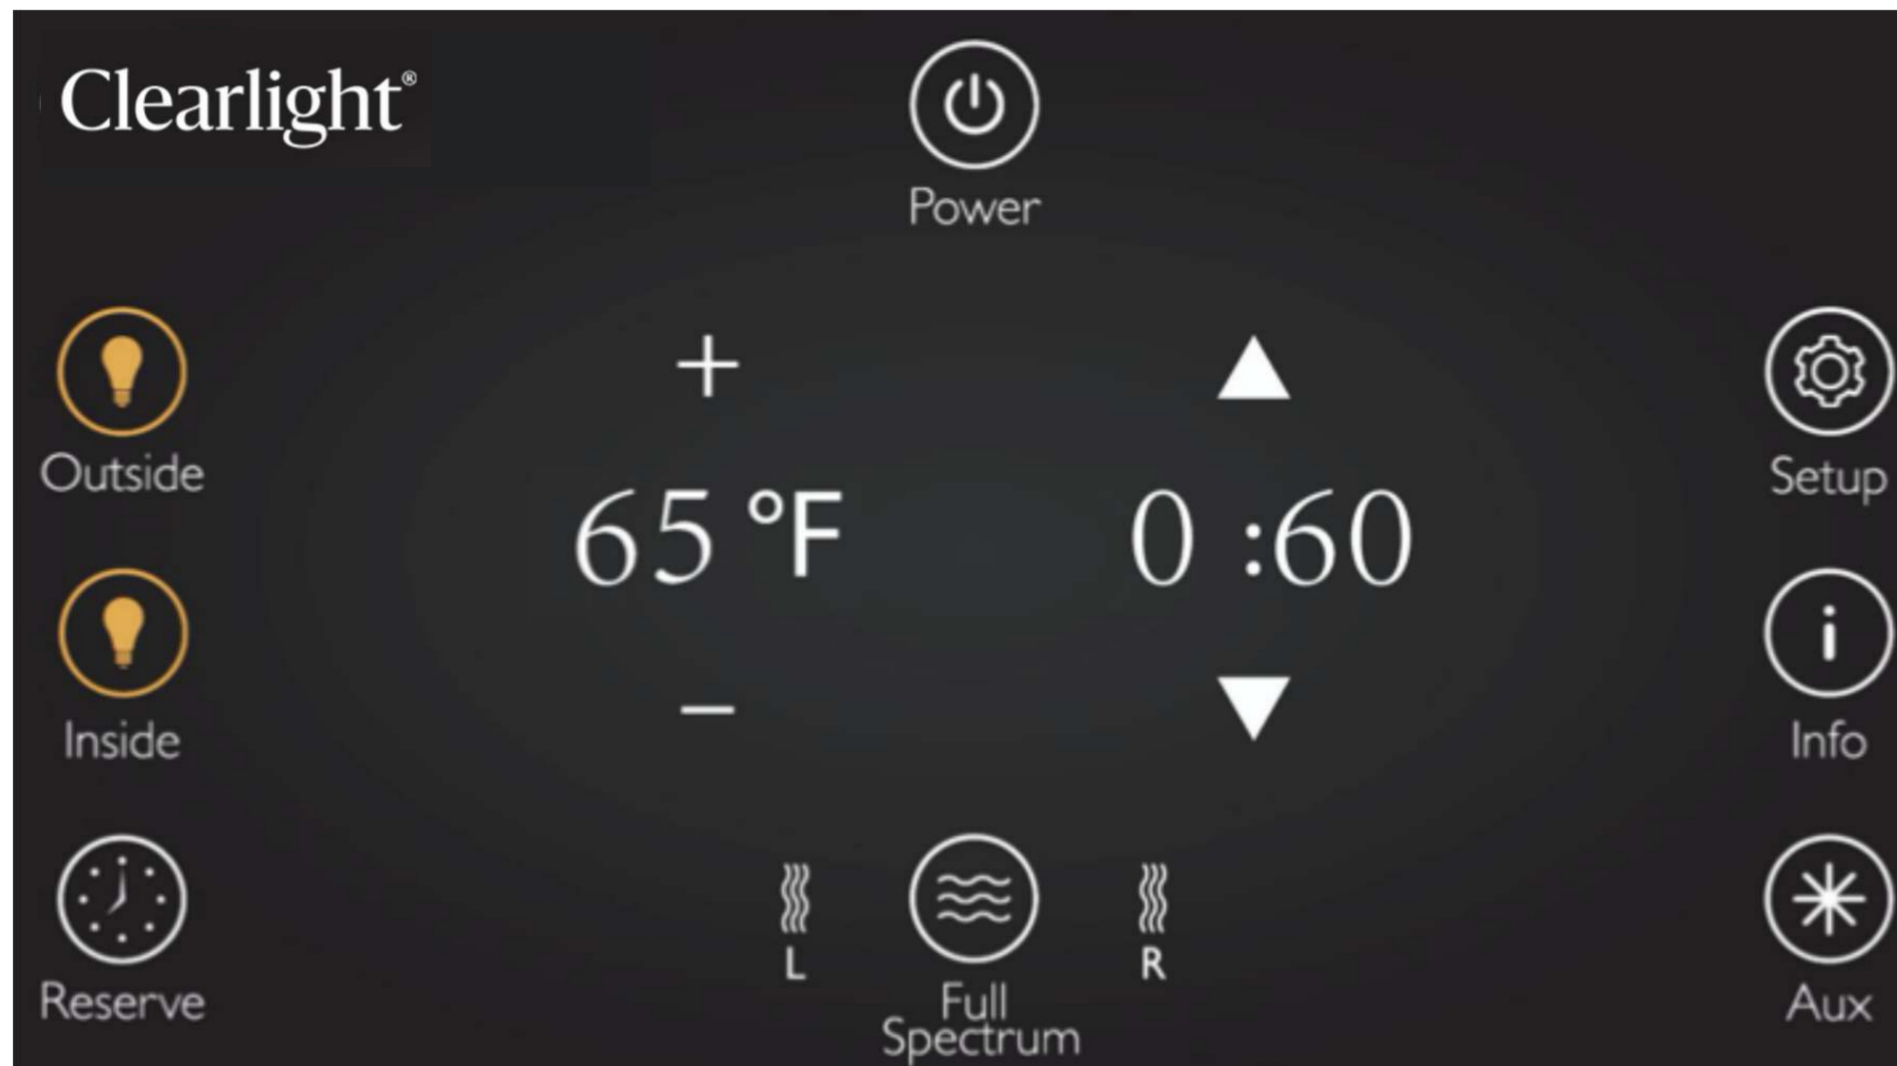 Clearlight®
Power
Outside
Setup
65 °F
0 :60
Inside
Info
L
R
Reserve
Full
Spectrum
Aux